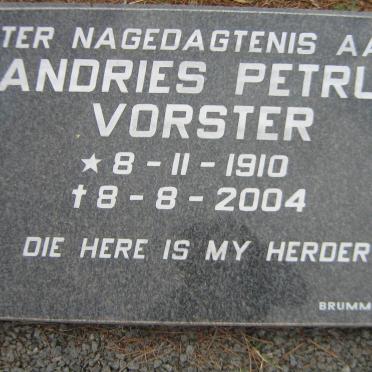 TER NAGEDAGTENIS AA
ANDRIES PETRU
VORSTER
★ 8 - 11 - 1910
† 8 - 8 - 2004
DIE HERE IS MY HERDER
BRUMM